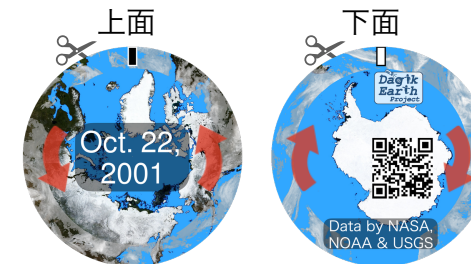 上面
下面
Oct. 22,
2001
Dagik
Earth
Project
Data by NASA,
NOAA & USGS